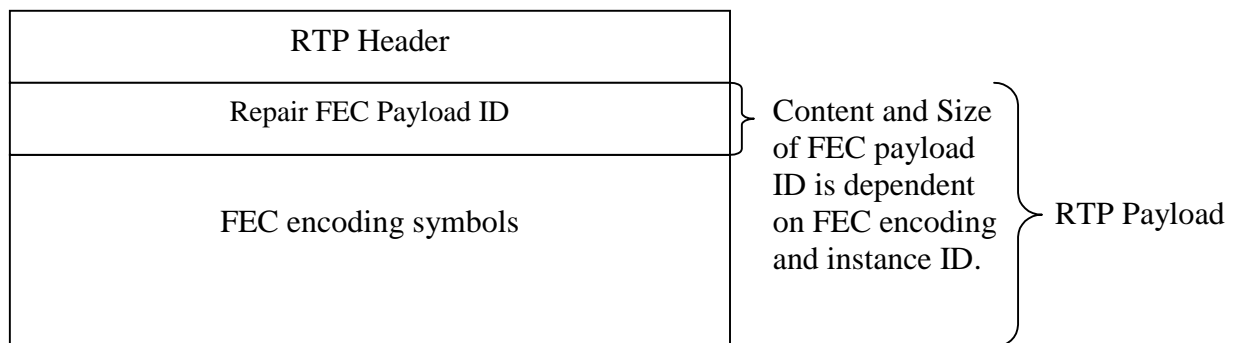 RTP Header
Repair FEC Payload ID
FEC encoding symbols
Content and Size
of FEC payload
ID is dependent
on FEC encoding
and instance ID.
RTP Payload